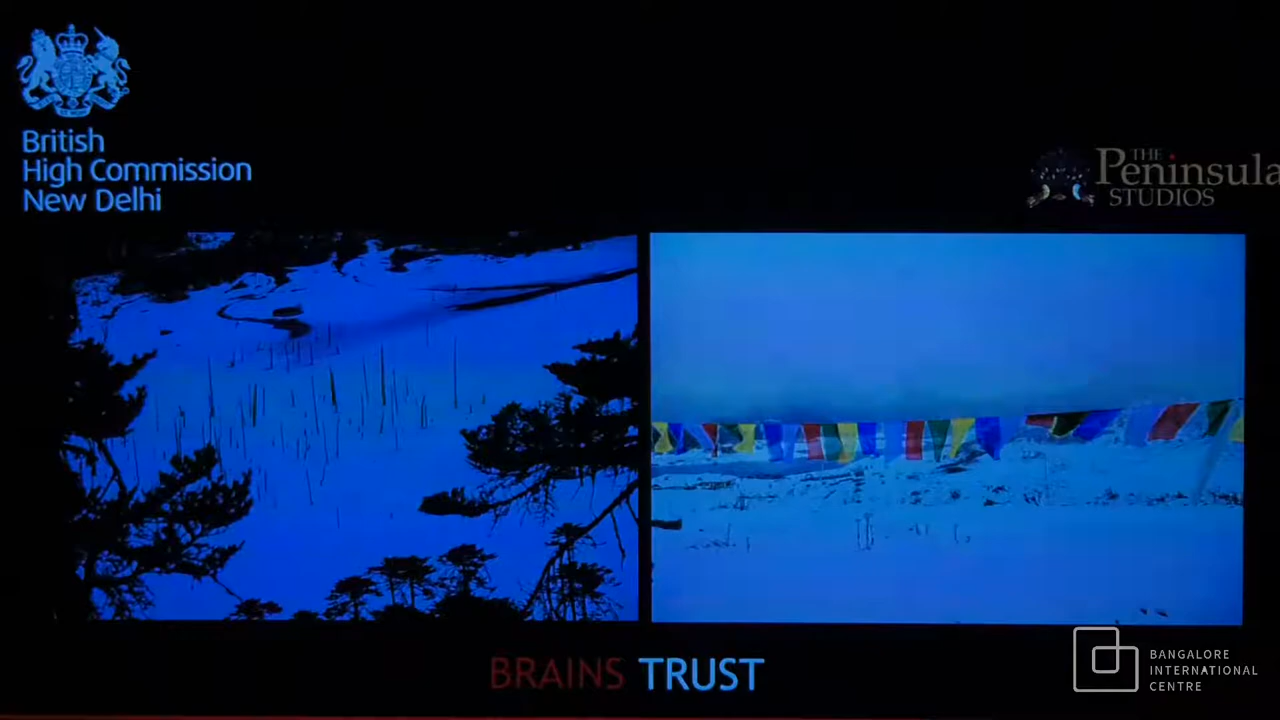 British
High Commission
New Delhi
THE
Peninsula
STUDIOS
BRAINS TRUST
BANGALORE
INTERNATIONAL
CENTRE